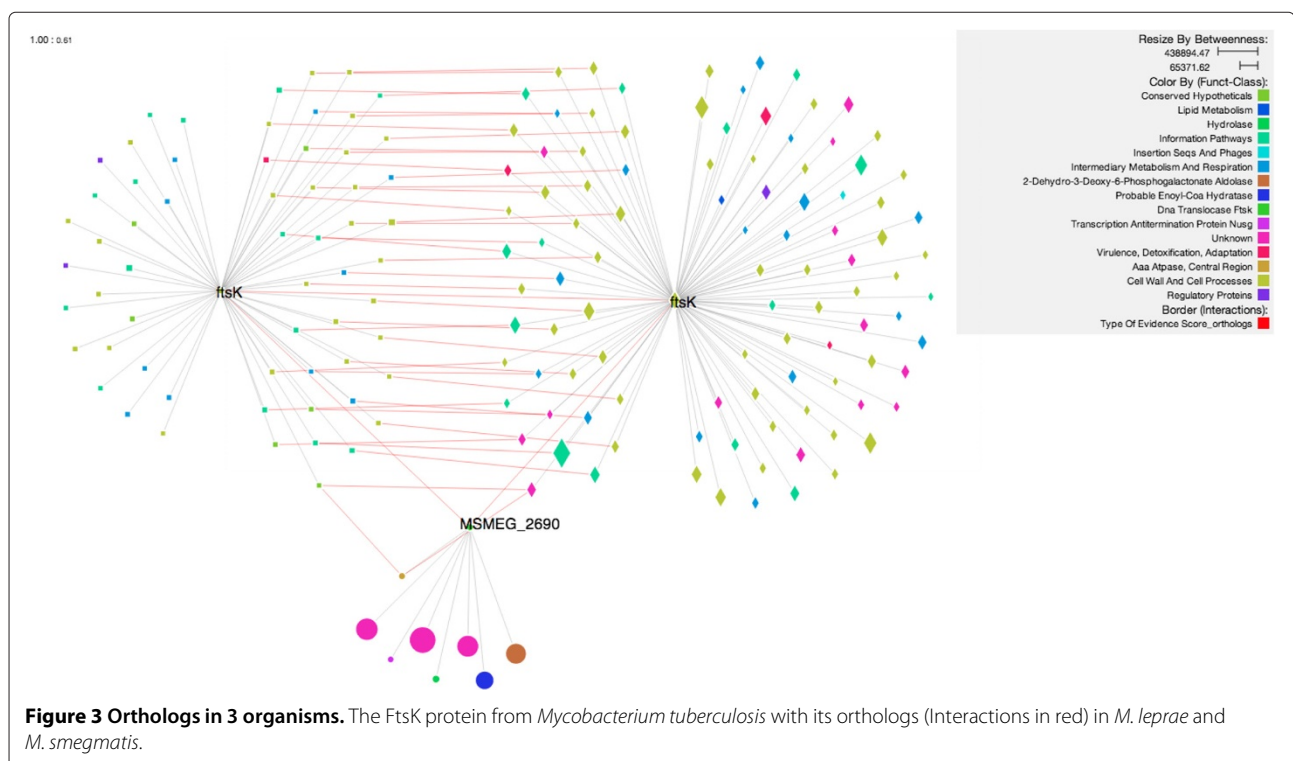 1.00 : 0.61
Resize By Betweenness:
438894.47
65371.62
Color By (Funct-Class):
Conserved Hypotheticals
Lipid Metabolism
Hydrolase
Information Pathways
Insertion Seqs And Phages
Intermediary Metabolism And Respiration
2-Dehydro-3-Deoxy-6-Phosphogalactonate Aldolase
Probable Enoyl-Coa Hydratase
Dna Translocase Ftsk
Transcription Antitermination Protein Nusg
Unknown
Virulence, Detoxification, Adaptation
Aaa Atpase, Central Region
Cell Wall And Cell Processes
Regulatory Proteins
Border (Interactions):
Type Of Evidence Score_orthologs
ftsK
ftsK
MSMEG_2690
Figure 3 Orthologs in 3 organisms. The FtsK protein from Mycobacterium tuberculosis with its orthologs (Interactions in red) in M. leprae and
M. smegmatis.